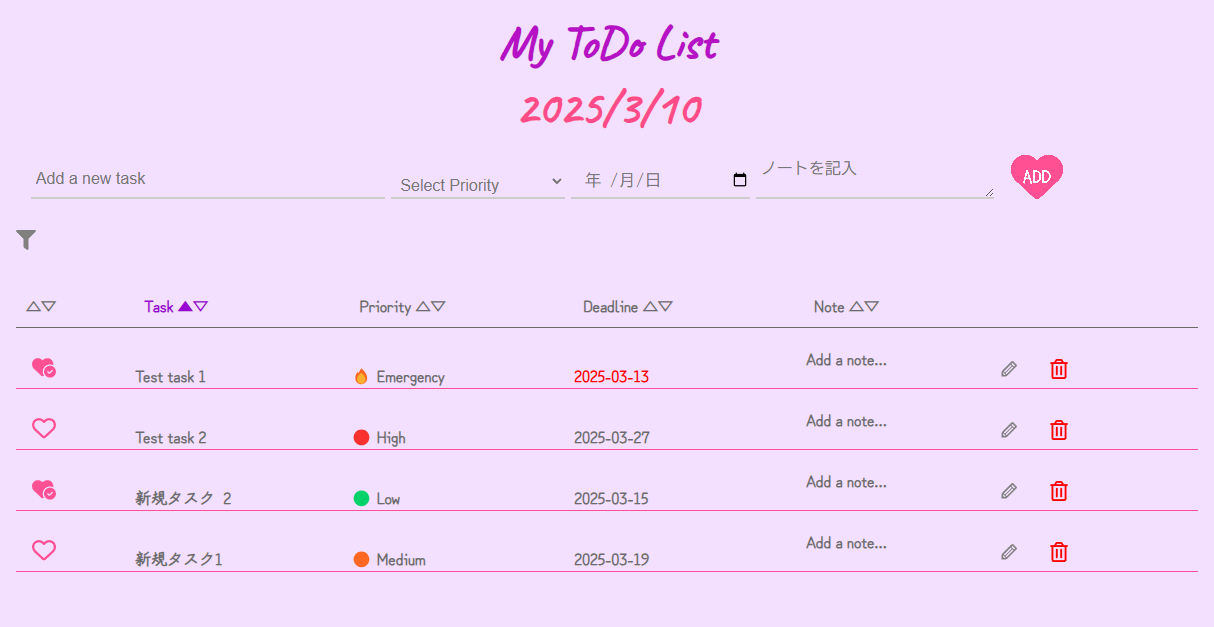 My ToDo List
2025/3/10
Add a new task Select Priority 年 /月/日 ノートを記入 ADD
△▽ Task ▲▽ Priority △▽ Deadline △▽ Note △▽
Test task 1 Emergency 2025-03-13 Add a note...
Test task 2 High 2025-03-27 Add a note...
新規タスク 2 Low 2025-03-15 Add a note...
新規タスク1 Medium 2025-03-19 Add a note...